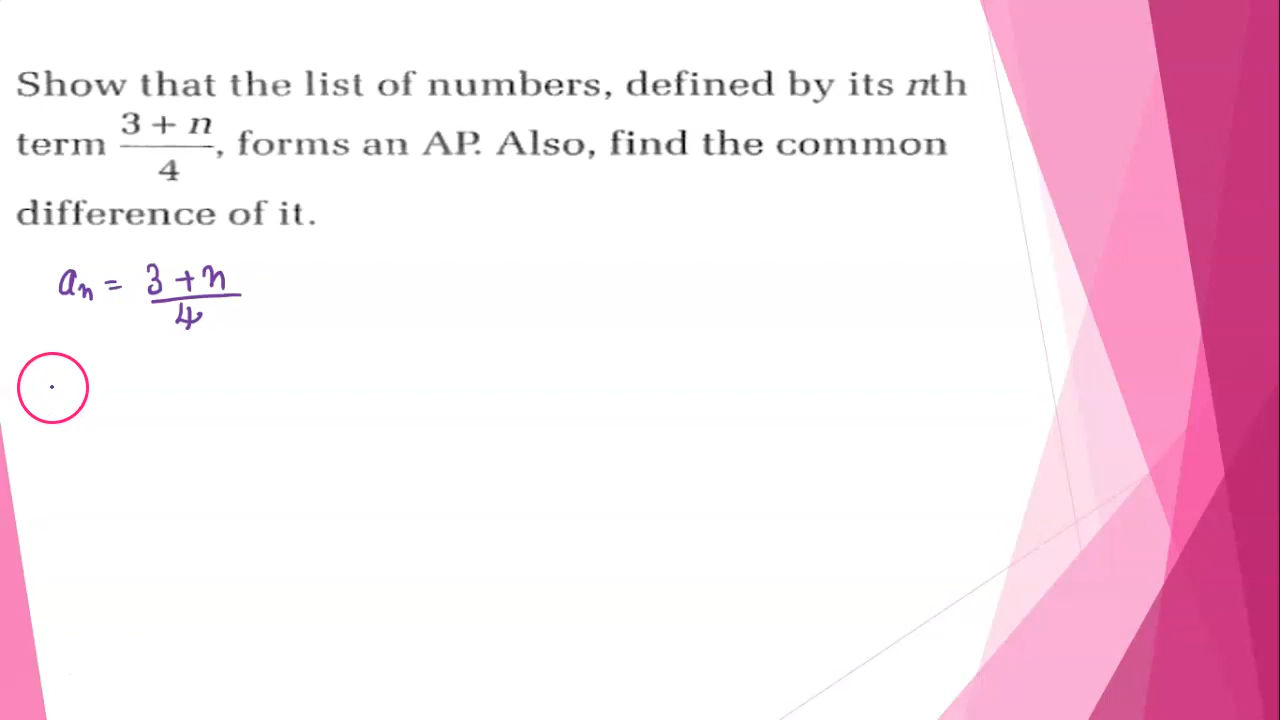 Show that the list of numbers, defined by its nth
term (3 + n)/4, forms an AP. Also, find the common
difference of it.
aₙ = (3 + n)/4